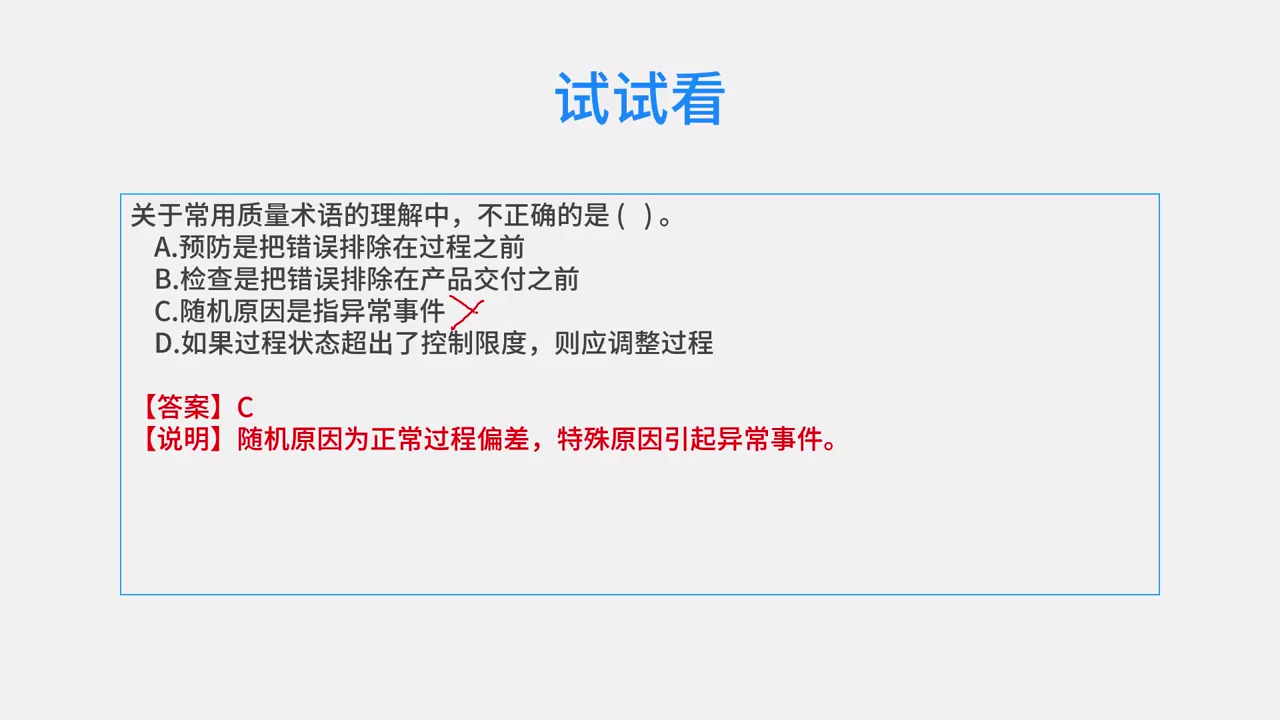 试试看
关于常用质量术语的理解中，不正确的是 ( ) 。
A.预防是把错误排除在过程之前
B.检查是把错误排除在产品交付之前
C.随机原因是指异常事件
D.如果过程状态超出了控制限度，则应调整过程
【答案】C
【说明】随机原因为正常过程偏差，特殊原因引起异常事件。